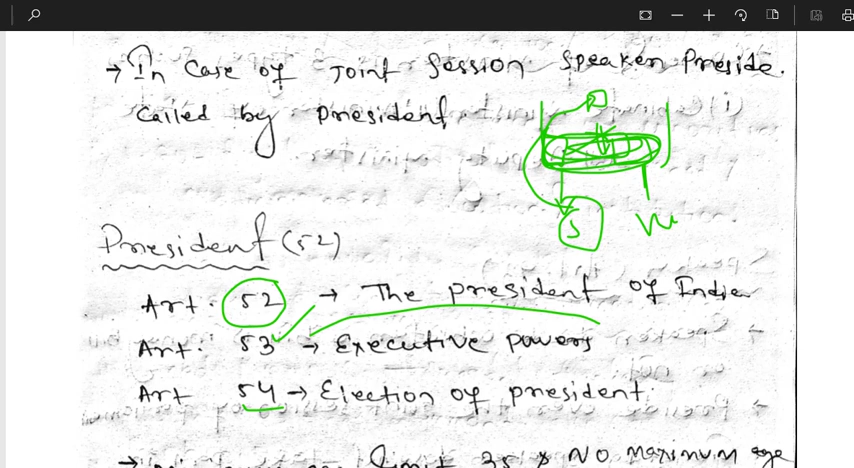 → In Case of Joint Session Speaker Preside.
Called by president.
S
President (52)
Art. 52 → The president of India
Art. 53 → Executive powers
Art 54 → Election of president.
→ limit 35 No maximum age